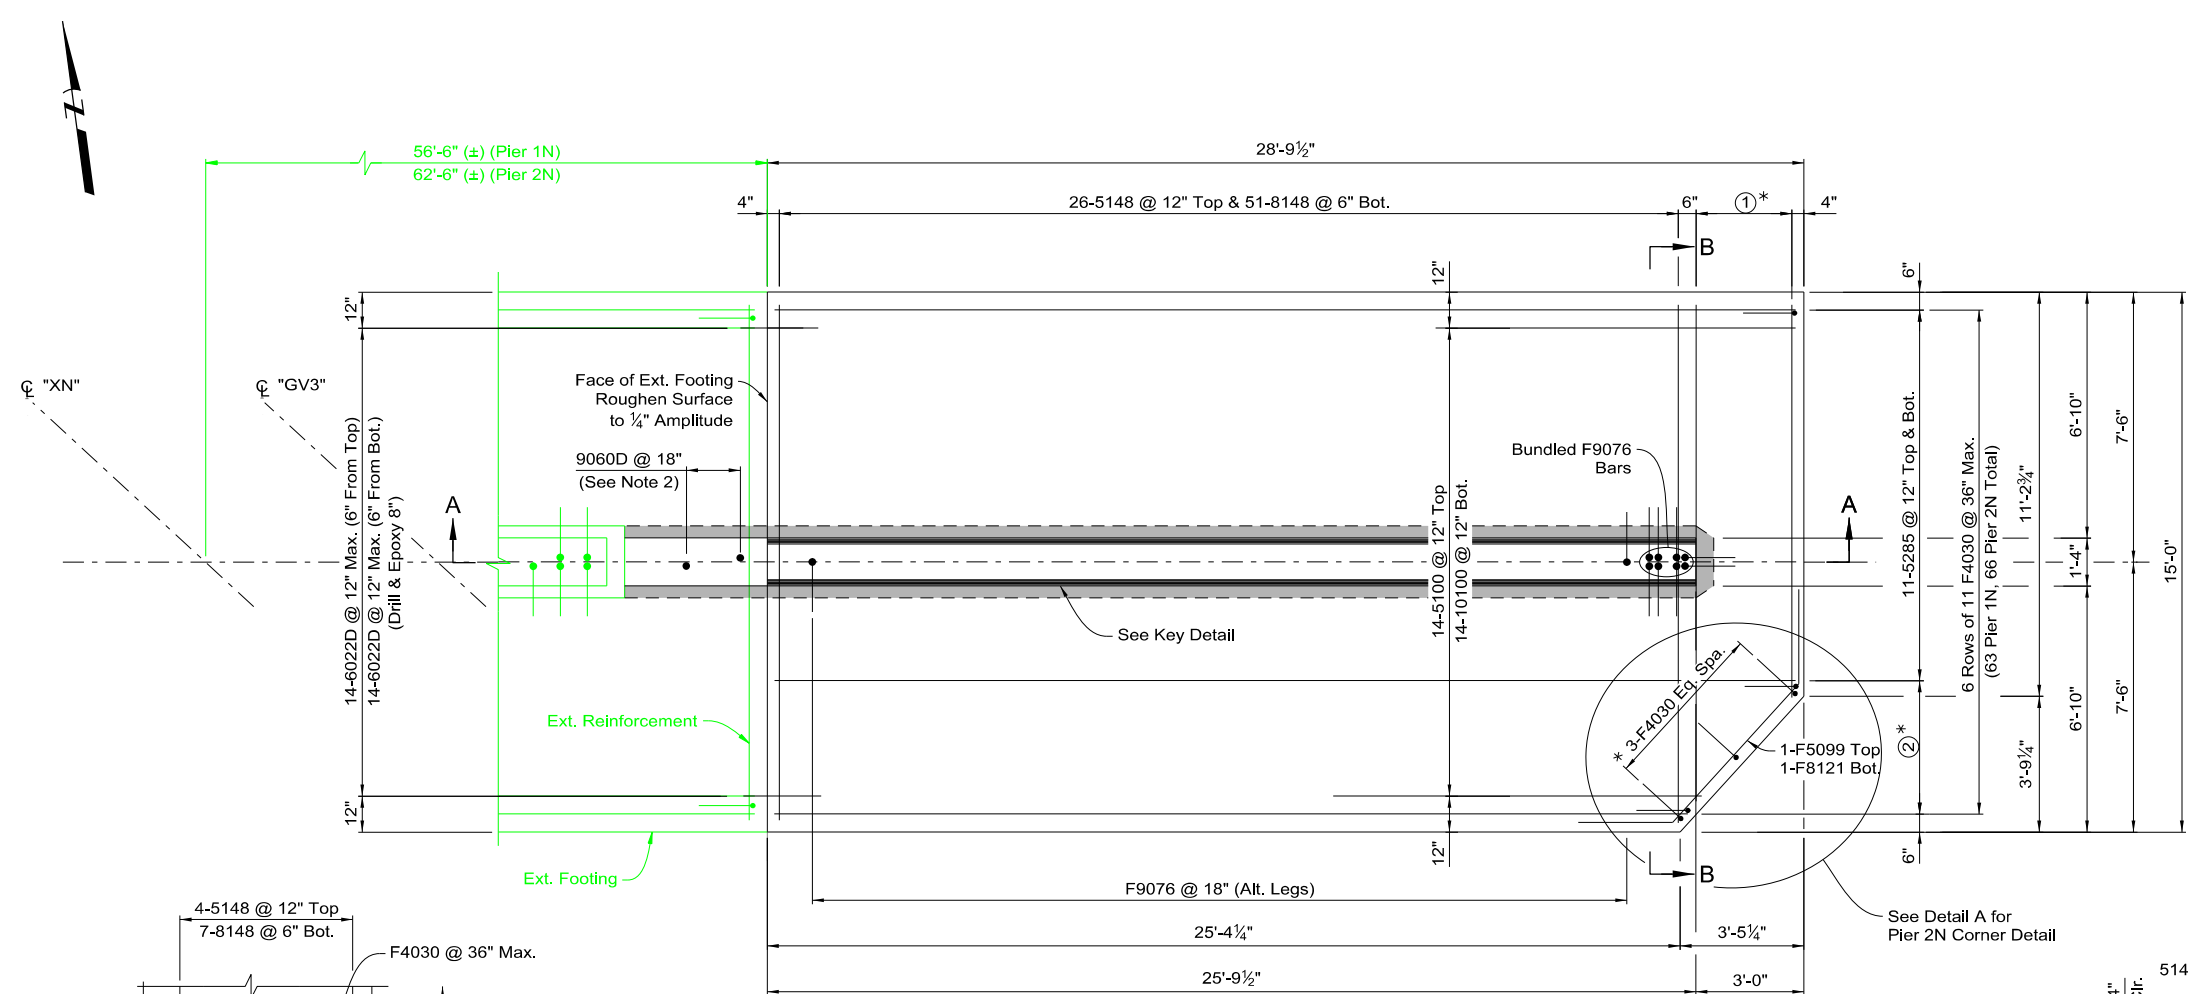 Z
56'-6" (±) (Pier 1N)
62'-6" (±) (Pier 2N)
28'-9½"
4"
26-5148 @ 12" Top & 51-8148 @ 6" Bot.
6"
①*
4"
B
12"
12"
6"
℄ "XN"
℄ "GV3"
Face of Ext. Footing
Roughen Surface
to ¼" Amplitude
14-6022D @ 12" Max. (6" From Top)
14-6022D @ 12" Max. (6" From Bot.)
(Drill & Epoxy 8")
9060D @ 18"
(See Note 2)
Bundled F9076
Bars
14-5100 @ 12" Top
14-10100 @ 12" Bot.
11-5285 @ 12" Top & Bot.
6 Rows of 11 F4030 @ 36" Max.
(63 Pier 1N, 66 Pier 2N Total)
11'-2¾"
6'-10"
7'-6"
15'-0"
A
A
1'-4"
See Key Detail
* 3-F4030 Eq. Spa.
Ext. Reinforcement
1-F5099 Top
1-F8121 Bot.
②*
3'-9¼"
6'-10"
7'-6"
12"
12"
6"
Ext. Footing
B
F9076 @ 18" (Alt. Legs)
4-5148 @ 12" Top
7-8148 @ 6" Bot.
F4030 @ 36" Max.
25'-4¼"
3'-5¼"
See Detail A for
Pier 2N Corner Detail
25'-9½"
3'-0"
514